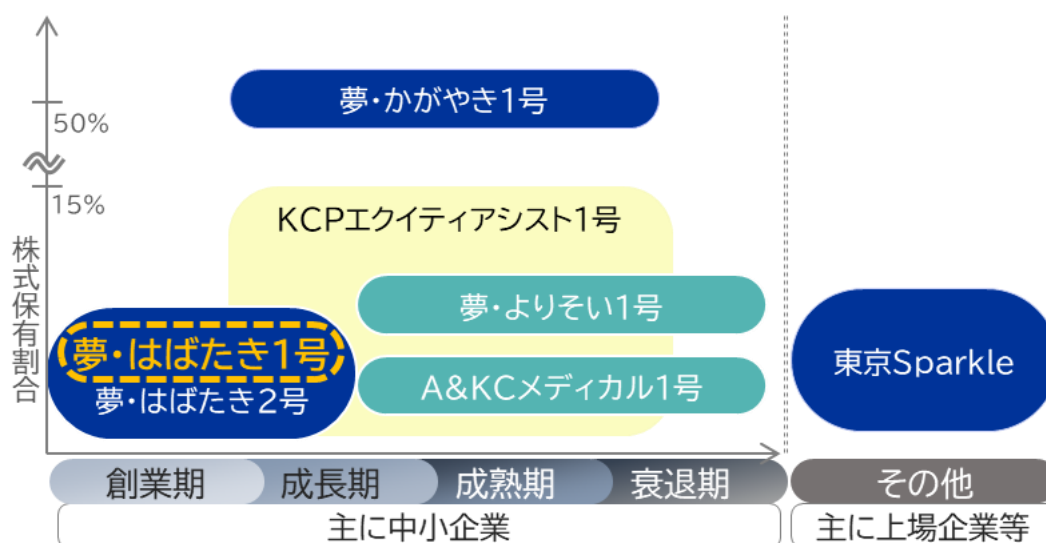 夢・かがやき1号
50%
15%
KCPエクイティアシスト1号
株式保有割合
夢・よりそい1号
夢・はばたき1号
夢・はばたき2号
A&KCメディカル1号
東京Sparkle
創業期
成長期
成熟期
衰退期
その他
主に中小企業
主に上場企業等